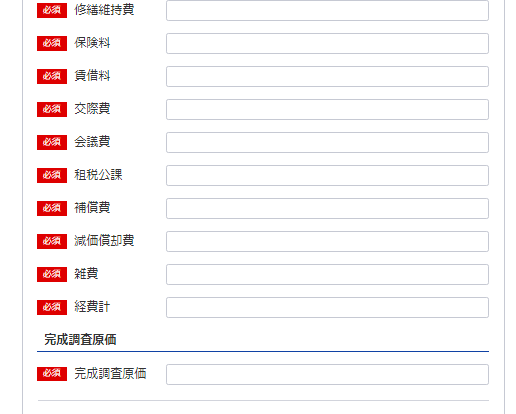 必須 修繕維持費
必須 保険料
必須 賃借料
必須 交際費
必須 会議費
必須 租税公課
必須 補償費
必須 減価償却費
必須 雑費
必須 経費計
完成調査原価
必須 完成調査原価